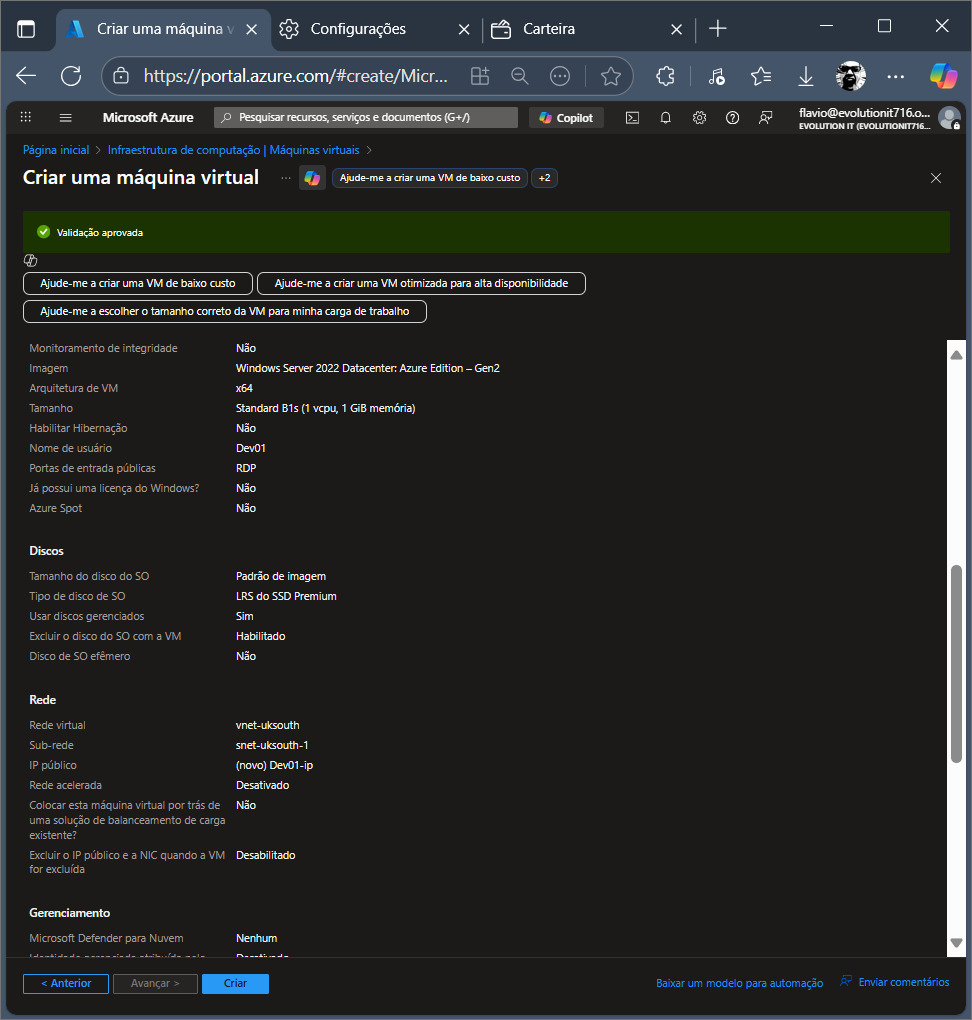 Criar uma máquina v
Configurações
Carteira
https://portal.azure.com/#create/Micr...
Microsoft Azure
Pesquisar recursos, serviços e documentos (G+/)
Copilot
flavio@evolutionit716.o...
EVOLUTION IT (EVOLUTIONIT716....
Página inicial > Infraestrutura de computação | Máquinas virtuais >
Criar uma máquina virtual
...
Ajude-me a criar uma VM de baixo custo
+2
Validação aprovada
Ajude-me a criar uma VM de baixo custo
Ajude-me a criar uma VM otimizada para alta disponibilidade
Ajude-me a escolher o tamanho correto da VM para minha carga de trabalho
Monitoramento de integridade Não
Imagem Windows Server 2022 Datacenter: Azure Edition – Gen2
Arquitetura de VM x64
Tamanho Standard B1s (1 vcpu, 1 GiB memória)
Habilitar Hibernação Não
Nome de usuário Dev01
Portas de entrada públicas RDP
Já possui uma licença do Windows? Não
Azure Spot Não
Discos
Tamanho do disco do SO Padrão de imagem
Tipo de disco de SO LRS do SSD Premium
Usar discos gerenciados Sim
Excluir o disco do SO com a VM Habilitado
Disco de SO efêmero Não
Rede
Rede virtual vnet-uksouth
Sub-rede snet-uksouth-1
IP público (novo) Dev01-ip
Rede acelerada Desativado
Colocar esta máquina virtual por trás de Não
uma solução de balanceamento de carga
existente?
Excluir o IP público e a NIC quando a VM Desabilitado
for excluída
Gerenciamento
Microsoft Defender para Nuvem Nenhum
Identidade gerenciada atribuída pelo Desativado
< Anterior
Avançar >
Criar
Baixar um modelo para automação
Enviar comentários